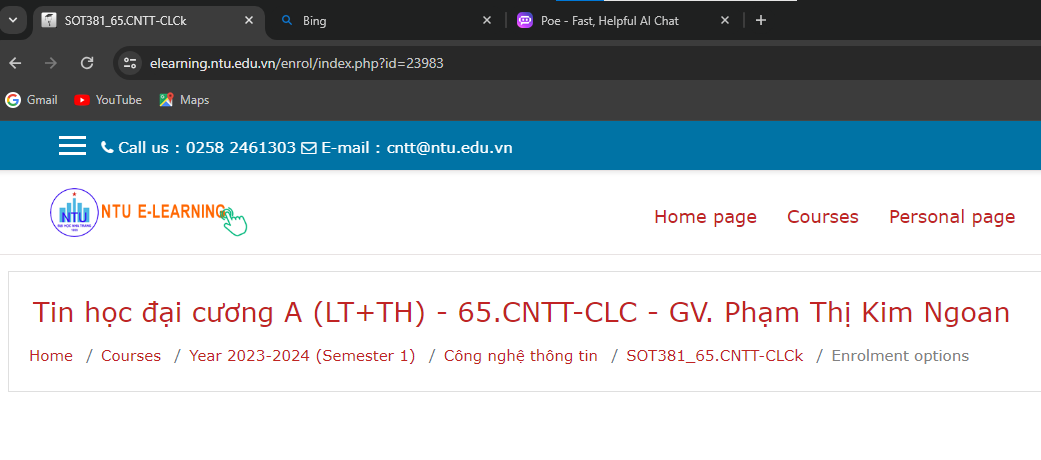 SOT381_65.CNTT-CLCk
Bing
Poe - Fast, Helpful AI Chat
elearning.ntu.edu.vn/enrol/index.php?id=23983
Gmail YouTube Maps
Call us : 0258 2461303 E-mail : cntt@ntu.edu.vn
NTU
NTU E-LEARNING
Home page Courses Personal page
Tin học đại cương A (LT+TH) - 65.CNTT-CLC - GV. Phạm Thị Kim Ngoan
Home / Courses / Year 2023-2024 (Semester 1) / Công nghệ thông tin / SOT381_65.CNTT-CLCk / Enrolment options